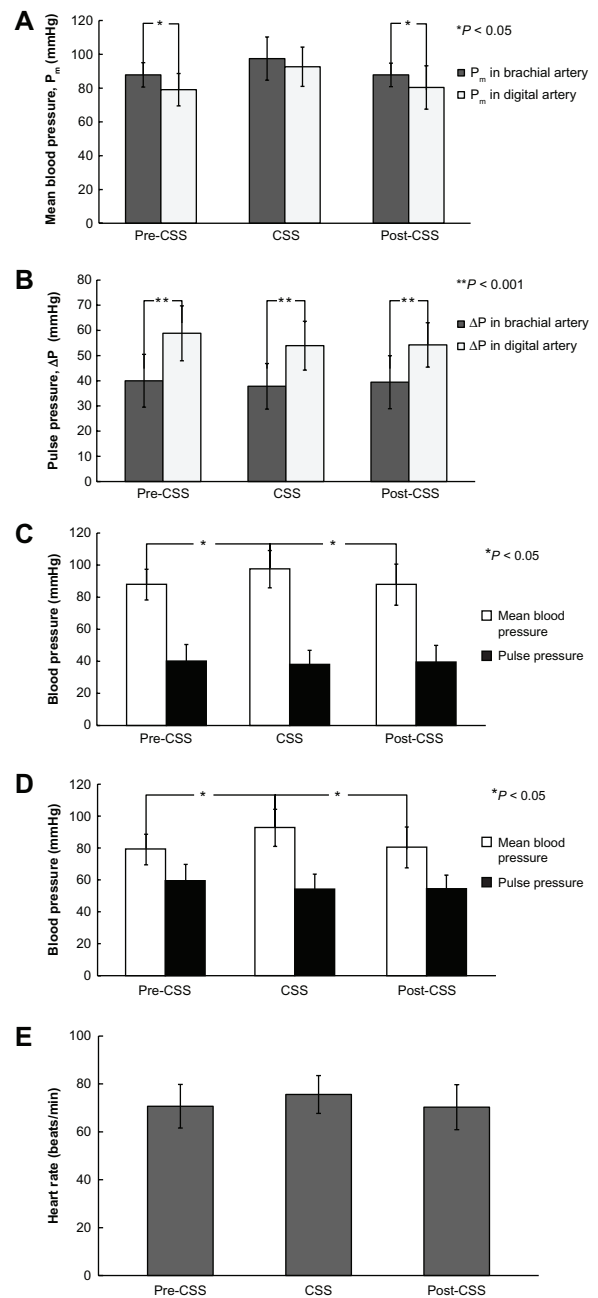 A
Mean blood pressure, Pm (mmHg)
120
100
80
60
40
20
0
* *
*P < 0.05
Pm in brachial artery
Pm in digital artery
Pre-CSS CSS Post-CSS
B
Pulse pressure, ΔP (mmHg)
80
70
60
50
40
30
20
10
0
** ** **
**P < 0.001
ΔP in brachial artery
ΔP in digital artery
Pre-CSS CSS Post-CSS
C
Blood pressure (mmHg)
120
100
80
60
40
20
0
* *
*P < 0.05
Mean blood
pressure
Pulse pressure
Pre-CSS CSS Post-CSS
D
Blood pressure (mmHg)
120
100
80
60
40
20
0
* *
*P < 0.05
Mean blood
pressure
Pulse pressure
Pre-CSS CSS Post-CSS
E
Heart rate (beats/min)
100
80
60
40
20
0
Pre-CSS CSS Post-CSS